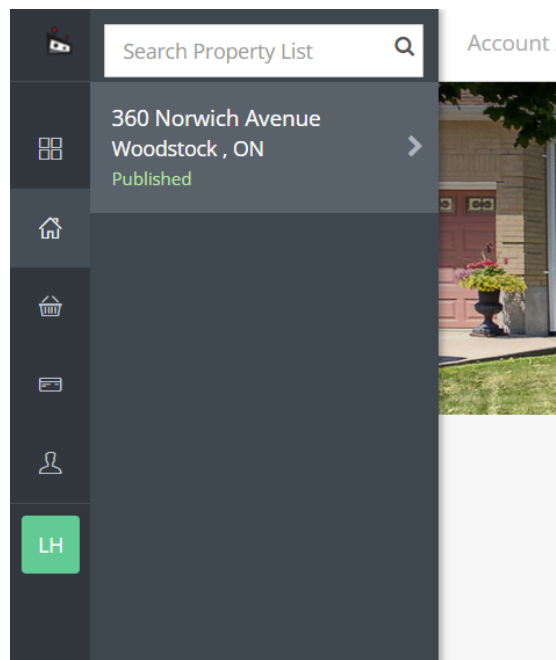 Search Property List
Account
360 Norwich Avenue
Woodstock , ON
Published
LH